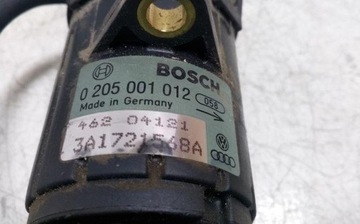 BOSCH
0 205 001 012 058
Made in Germany
462 04121
3A1721568A